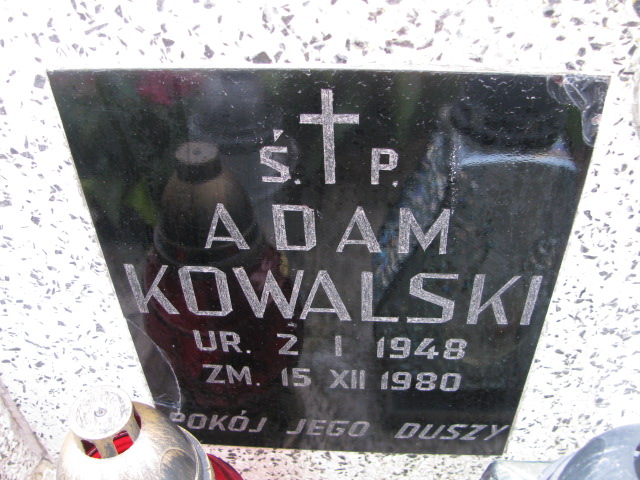 Ś. P.
ADAM
KOWALSKI
UR. 2 I 1948
ZM. 15 XII 1980
POKÓJ JEGO DUSZY